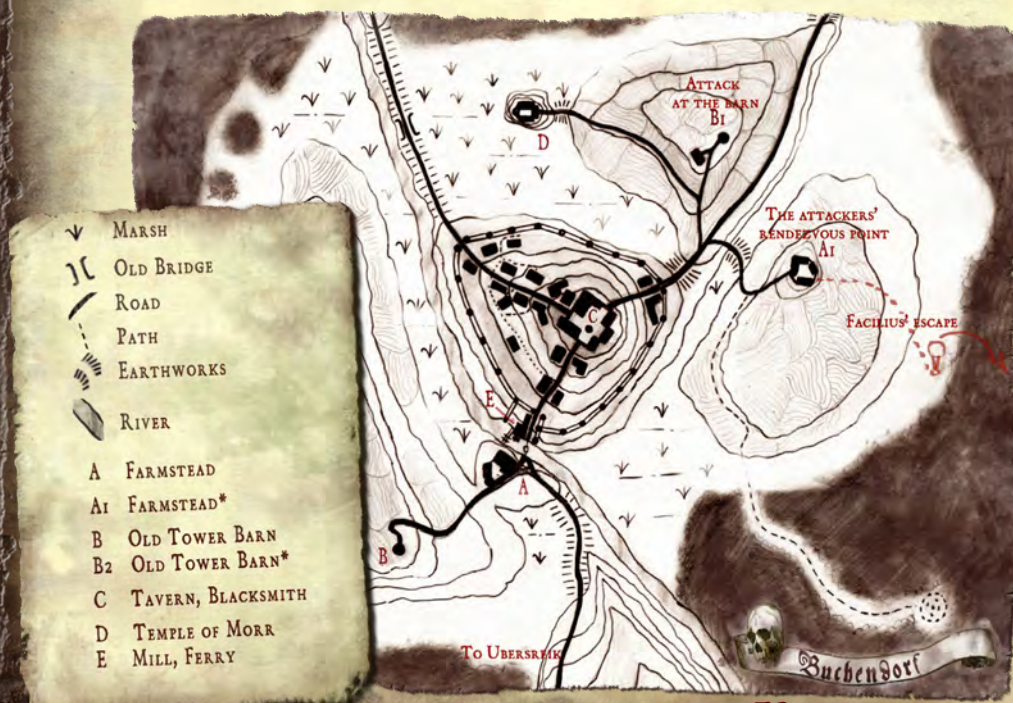 Attack
at the barn
B1
D
The attackers'
rendezvous point
A1
Facilius' escape
C
E
A
B
To Ubersreik
Buchendorf
Marsh
Old Bridge
Road
Path
Earthworks
River
A Farmstead
A1 Farmstead*
B Old Tower Barn
B2 Old Tower Barn*
C Tavern, Blacksmith
D Temple of Morr
E Mill, Ferry